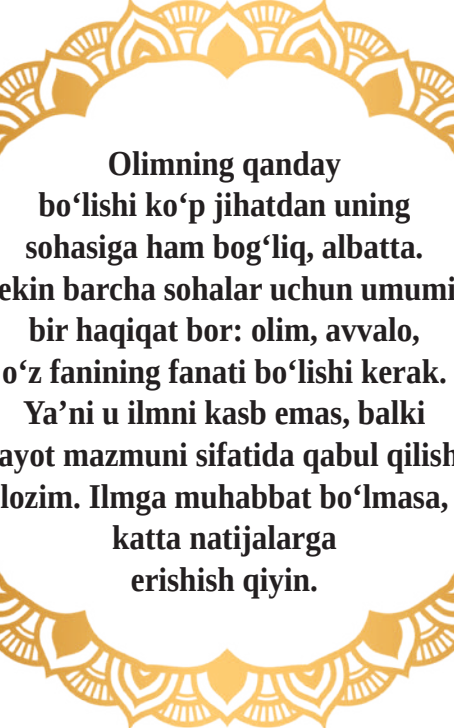 Olimning qanday
bo‘lishi ko‘p jihatdan uning
sohasiga ham bog‘liq, albatta.
ekin barcha sohalar uchun umumi
bir haqiqat bor: olim, avvalo,
o‘z fanining fanati bo‘lishi kerak.
Ya’ni u ilmni kasb emas, balki
ayot mazmuni sifatida qabul qilish
lozim. Ilmga muhabbat bo‘lmasa,
katta natijalarga
erishish qiyin.